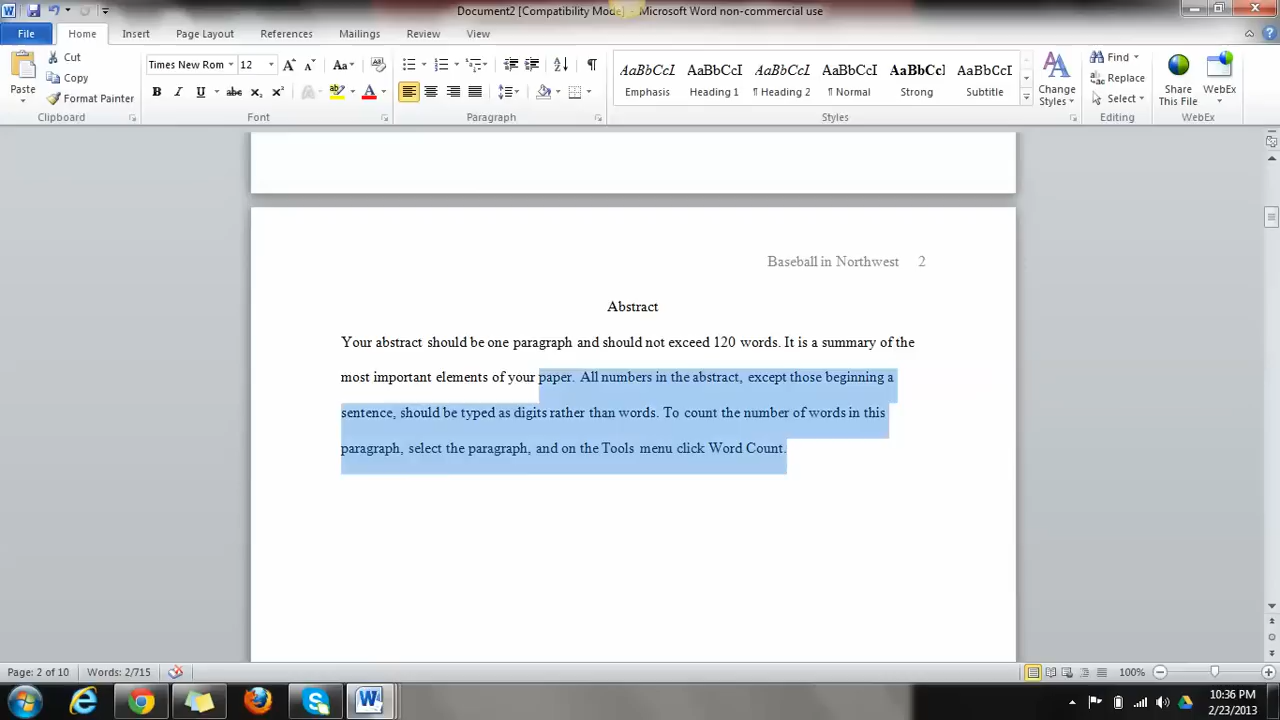 Document2 [Compatibility Mode] - Microsoft Word non-commercial use
File Home Insert Page Layout References Mailings Review View
Paste
Cut
Copy
Format Painter
Clipboard
Times New Rom 12
Font
Paragraph
AaBbCcI AaBbCcI AaBbCcI AaBbCcI AaBbCcI AaBbCcI
Emphasis Heading 1 ¶ Heading 2 ¶ Normal Strong Subtitle
Styles
Change Styles
Find
Replace
Select
Editing
Share This File
WebEx
WebEx
Baseball in Northwest 2
Abstract
Your abstract should be one paragraph and should not exceed 120 words. It is a summary of the
most important elements of your paper. All numbers in the abstract, except those beginning a
sentence, should be typed as digits rather than words. To count the number of words in this
paragraph, select the paragraph, and on the Tools menu click Word Count.
Page: 2 of 10 Words: 2/715 100%
10:36 PM
2/23/2013